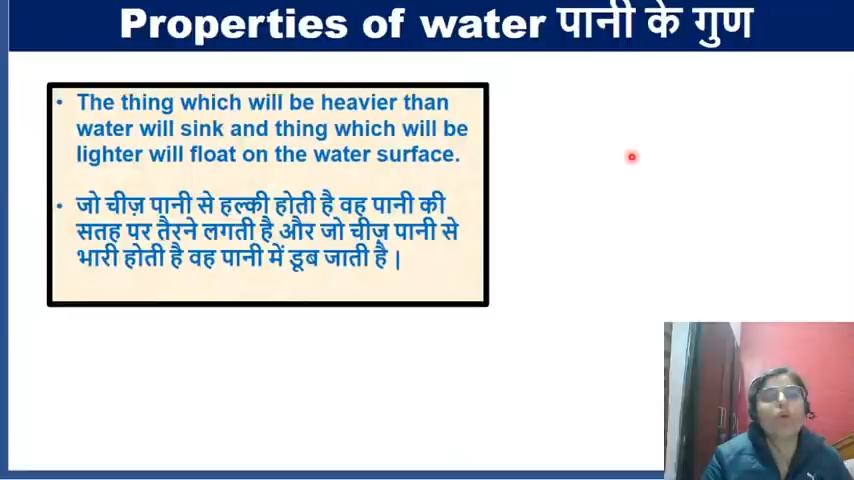 Properties of water पानी के गुण
• The thing which will be heavier than
water will sink and thing which will be
lighter will float on the water surface.
• जो चीज़ पानी से हल्की होती है वह पानी की
सतह पर तैरने लगती है और जो चीज़ पानी से
भारी होती है वह पानी में डूब जाती है |